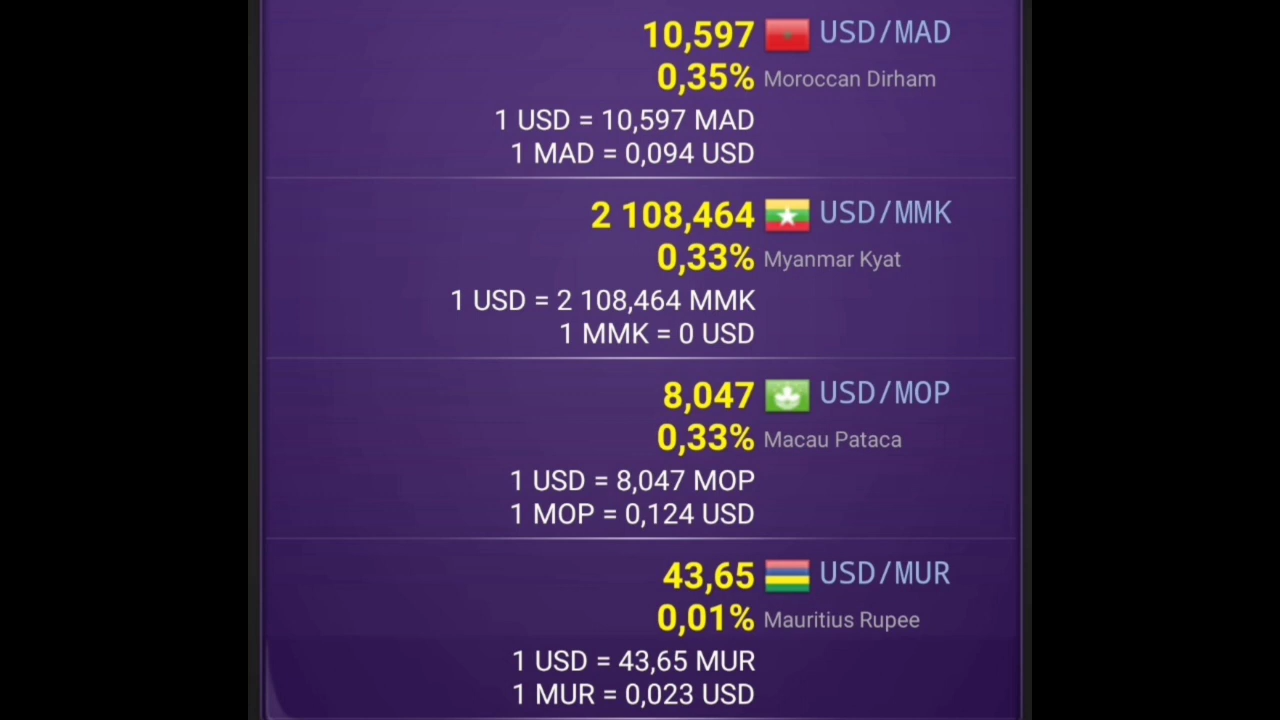 10,597 USD/MAD
0,35% Moroccan Dirham
1 USD = 10,597 MAD
1 MAD = 0,094 USD
2 108,464 USD/MMK
0,33% Myanmar Kyat
1 USD = 2 108,464 MMK
1 MMK = 0 USD
8,047 USD/MOP
0,33% Macau Pataca
1 USD = 8,047 MOP
1 MOP = 0,124 USD
43,65 USD/MUR
0,01% Mauritius Rupee
1 USD = 43,65 MUR
1 MUR = 0,023 USD